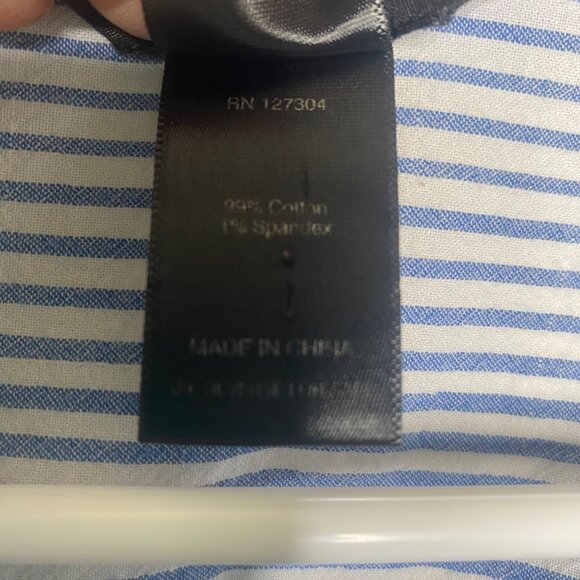 RN 127304
99% Cotton
1% Spandex
MADE IN CHINA